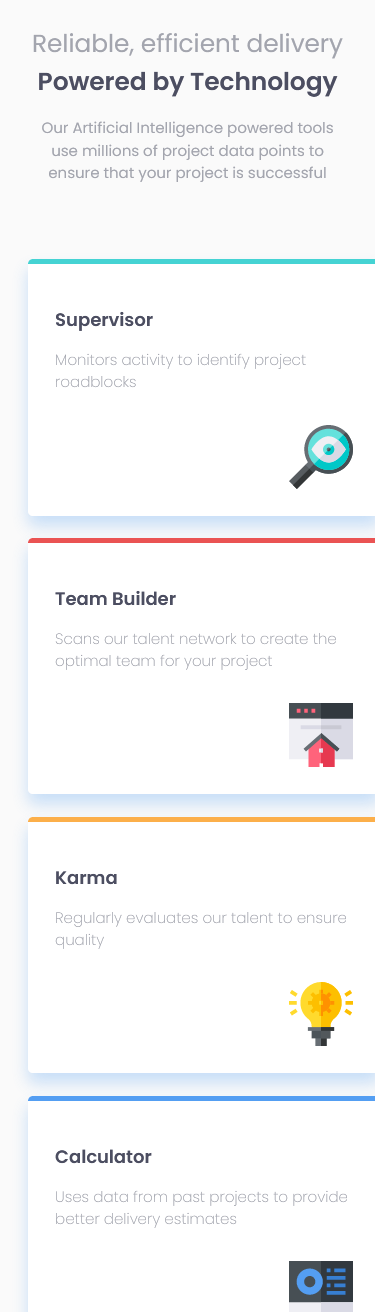 Reliable, efficient delivery
Powered by Technology
Our Artificial Intelligence powered tools
use millions of project data points to
ensure that your project is successful
Supervisor
Monitors activity to identify project
roadblocks
Team Builder
Scans our talent network to create the
optimal team for your project
Karma
Regularly evaluates our talent to ensure
quality
Calculator
Uses data from past projects to provide
better delivery estimates